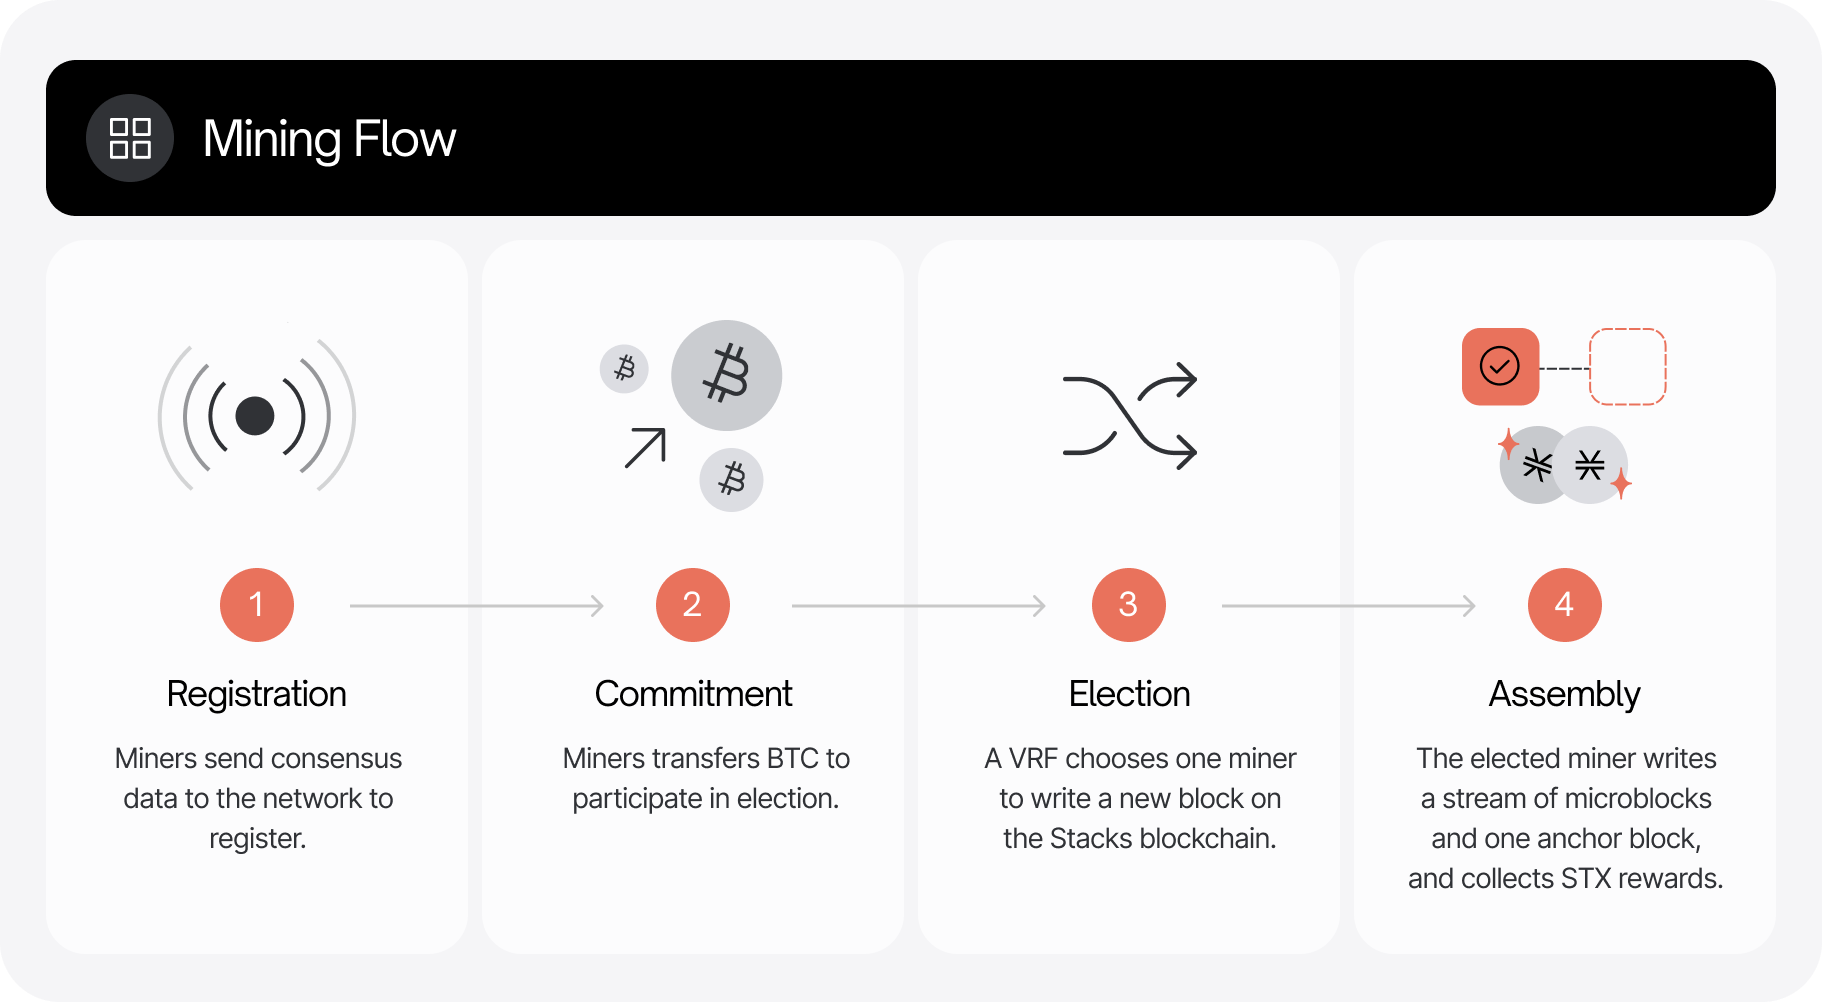 Mining Flow
1
2
3
4
Registration
Miners send consensus
data to the network to
register.
Commitment
Miners transfers BTC to
participate in election.
Election
A VRF chooses one miner
to write a new block on
the Stacks blockchain.
Assembly
The elected miner writes
a stream of microblocks
and one anchor block,
and collects STX rewards.